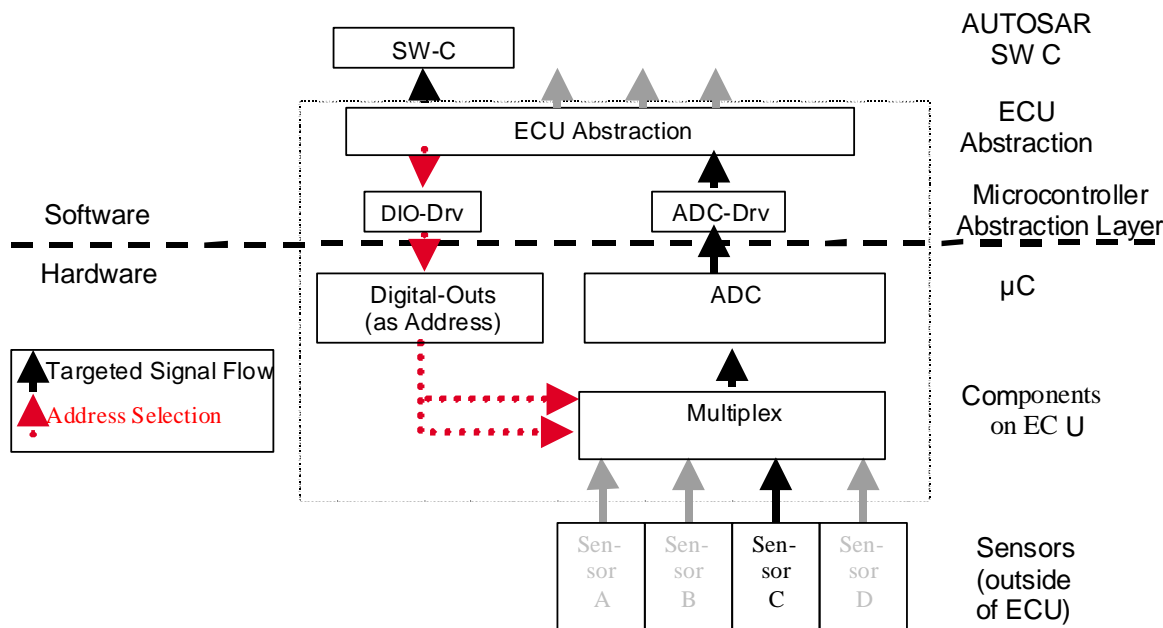 AUTOSAR
SW C
SW-C
ECU Abstraction
ECU
Abstraction
DIO-Drv
ADC-Drv
Microcontroller
Abstraction Layer
Software
Hardware
Digital-Outs
(as Address)
ADC
µC
Targeted Signal Flow
Address Selection
Multiplex
Components
on EC U
Sen-
sor
A
Sen-
sor
B
Sen-
sor
C
Sen-
sor
D
Sensors
(outside
of ECU)